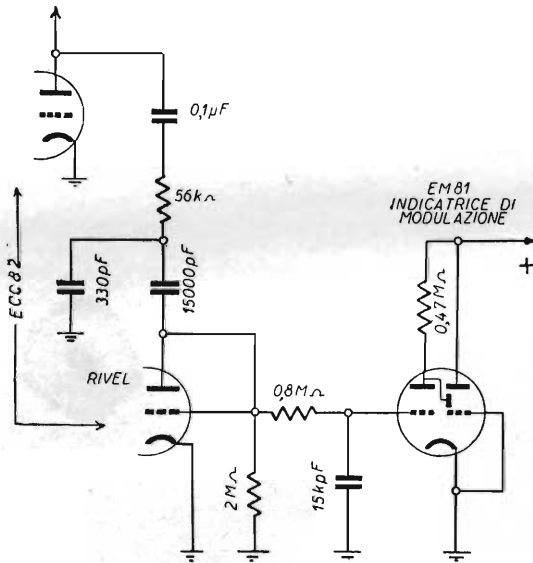 0,1µF
56kΩ
EM81
INDICATRICE DI
MODULAZIONE
+
ECC82
330pF
15000pF
0,47MΩ
RIVEL
0,8MΩ
2MΩ
15kpF